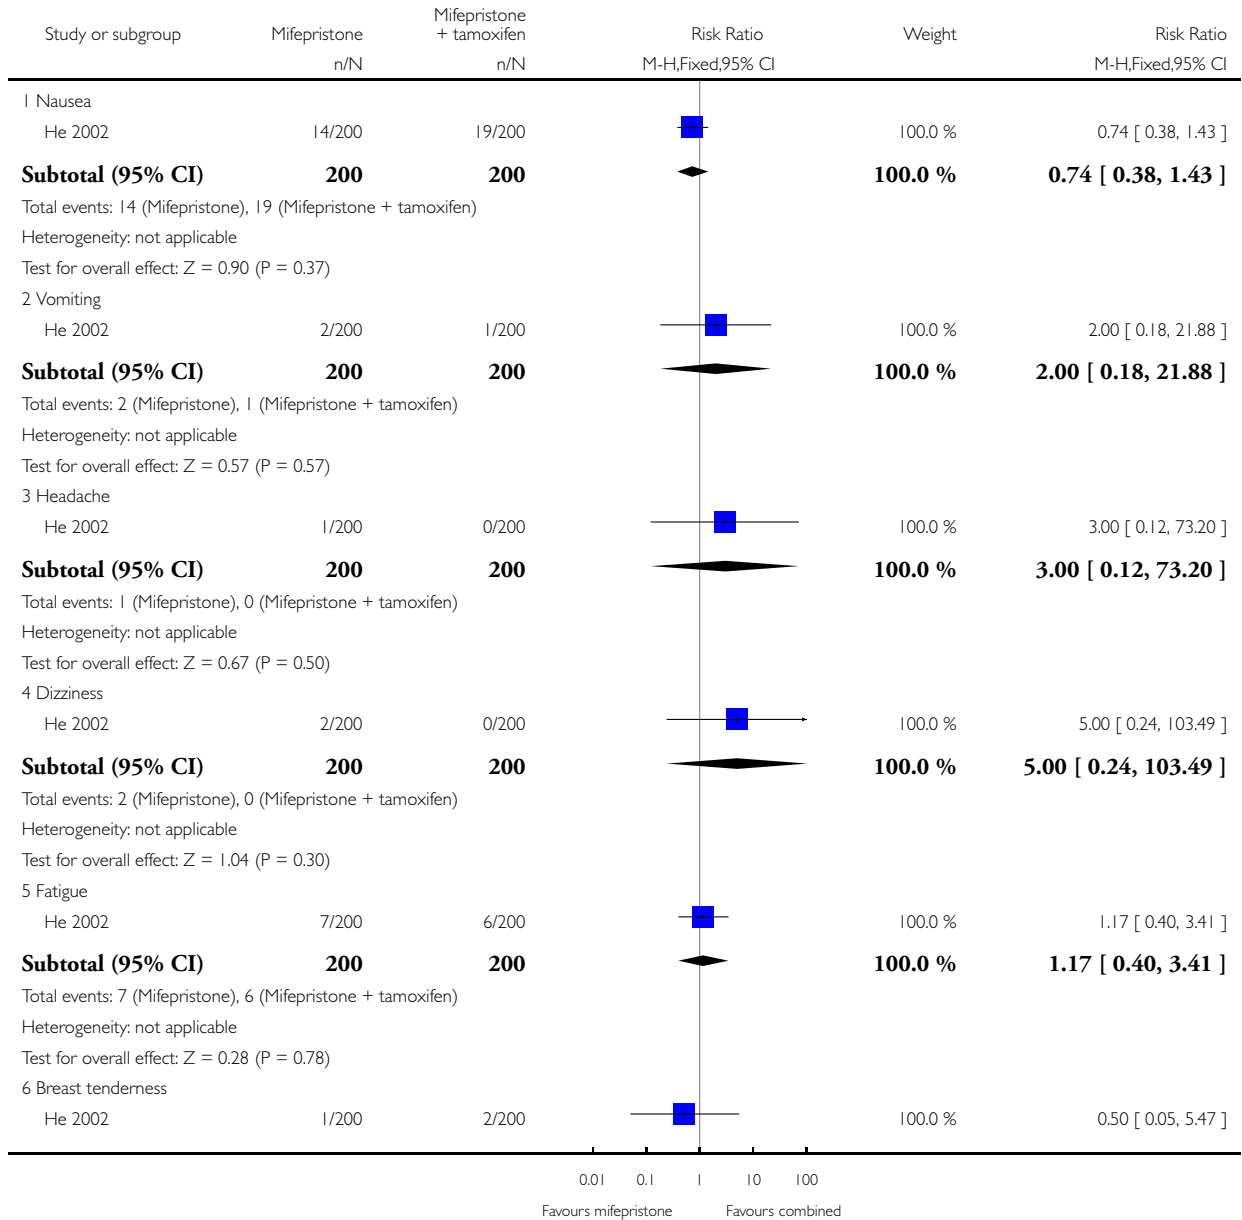 Study or subgroup Mifepristone Mifepristone + tamoxifen Risk Ratio Weight Risk Ratio
n/N n/N M-H,Fixed,95% CI M-H,Fixed,95% CI
1 Nausea
He 2002 14/200 19/200 100.0 % 0.74 [ 0.38, 1.43 ]
Subtotal (95% CI) 200 200 100.0 % 0.74 [ 0.38, 1.43 ]
Total events: 14 (Mifepristone), 19 (Mifepristone + tamoxifen)
Heterogeneity: not applicable
Test for overall effect: Z = 0.90 (P = 0.37)
2 Vomiting
He 2002 2/200 1/200 100.0 % 2.00 [ 0.18, 21.88 ]
Subtotal (95% CI) 200 200 100.0 % 2.00 [ 0.18, 21.88 ]
Total events: 2 (Mifepristone), 1 (Mifepristone + tamoxifen)
Heterogeneity: not applicable
Test for overall effect: Z = 0.57 (P = 0.57)
3 Headache
He 2002 1/200 0/200 100.0 % 3.00 [ 0.12, 73.20 ]
Subtotal (95% CI) 200 200 100.0 % 3.00 [ 0.12, 73.20 ]
Total events: 1 (Mifepristone), 0 (Mifepristone + tamoxifen)
Heterogeneity: not applicable
Test for overall effect: Z = 0.67 (P = 0.50)
4 Dizziness
He 2002 2/200 0/200 100.0 % 5.00 [ 0.24, 103.49 ]
Subtotal (95% CI) 200 200 100.0 % 5.00 [ 0.24, 103.49 ]
Total events: 2 (Mifepristone), 0 (Mifepristone + tamoxifen)
Heterogeneity: not applicable
Test for overall effect: Z = 1.04 (P = 0.30)
5 Fatigue
He 2002 7/200 6/200 100.0 % 1.17 [ 0.40, 3.41 ]
Subtotal (95% CI) 200 200 100.0 % 1.17 [ 0.40, 3.41 ]
Total events: 7 (Mifepristone), 6 (Mifepristone + tamoxifen)
Heterogeneity: not applicable
Test for overall effect: Z = 0.28 (P = 0.78)
6 Breast tenderness
He 2002 1/200 2/200 100.0 % 0.50 [ 0.05, 5.47 ]
0.01 0.1 1 10 100
Favours mifepristone Favours combined